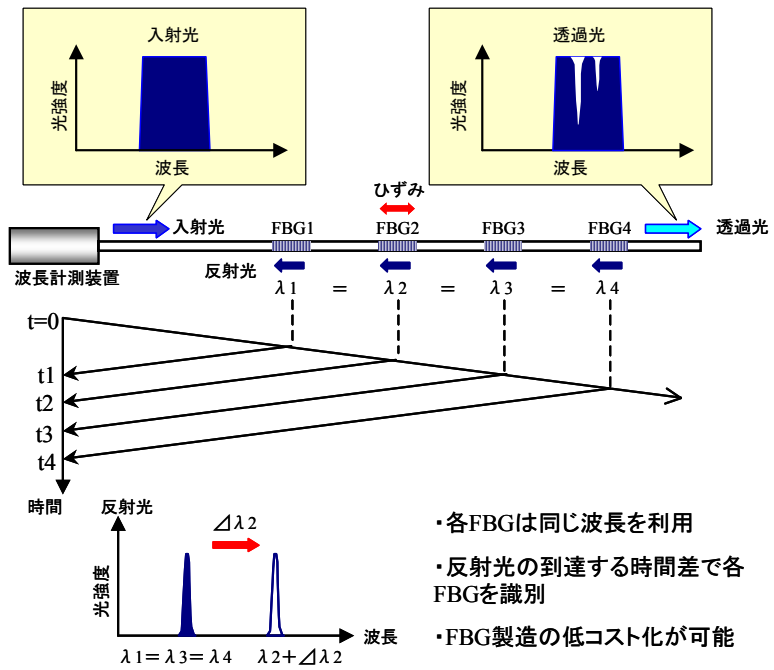 入射光
光強度
波長
透過光
光強度
波長
ひずみ
入射光
FBG1
FBG2
FBG3
FBG4
透過光
波長計測装置
反射光
λ1 = λ2 = λ3 = λ4
t=0
t1
t2
t3
t4
時間
反射光
⊿λ2
光強度
波長
λ1=λ3=λ4
λ2+⊿λ2
・各FBGは同じ波長を利用
・反射光の到達する時間差で各
FBGを識別
・FBG製造の低コスト化が可能